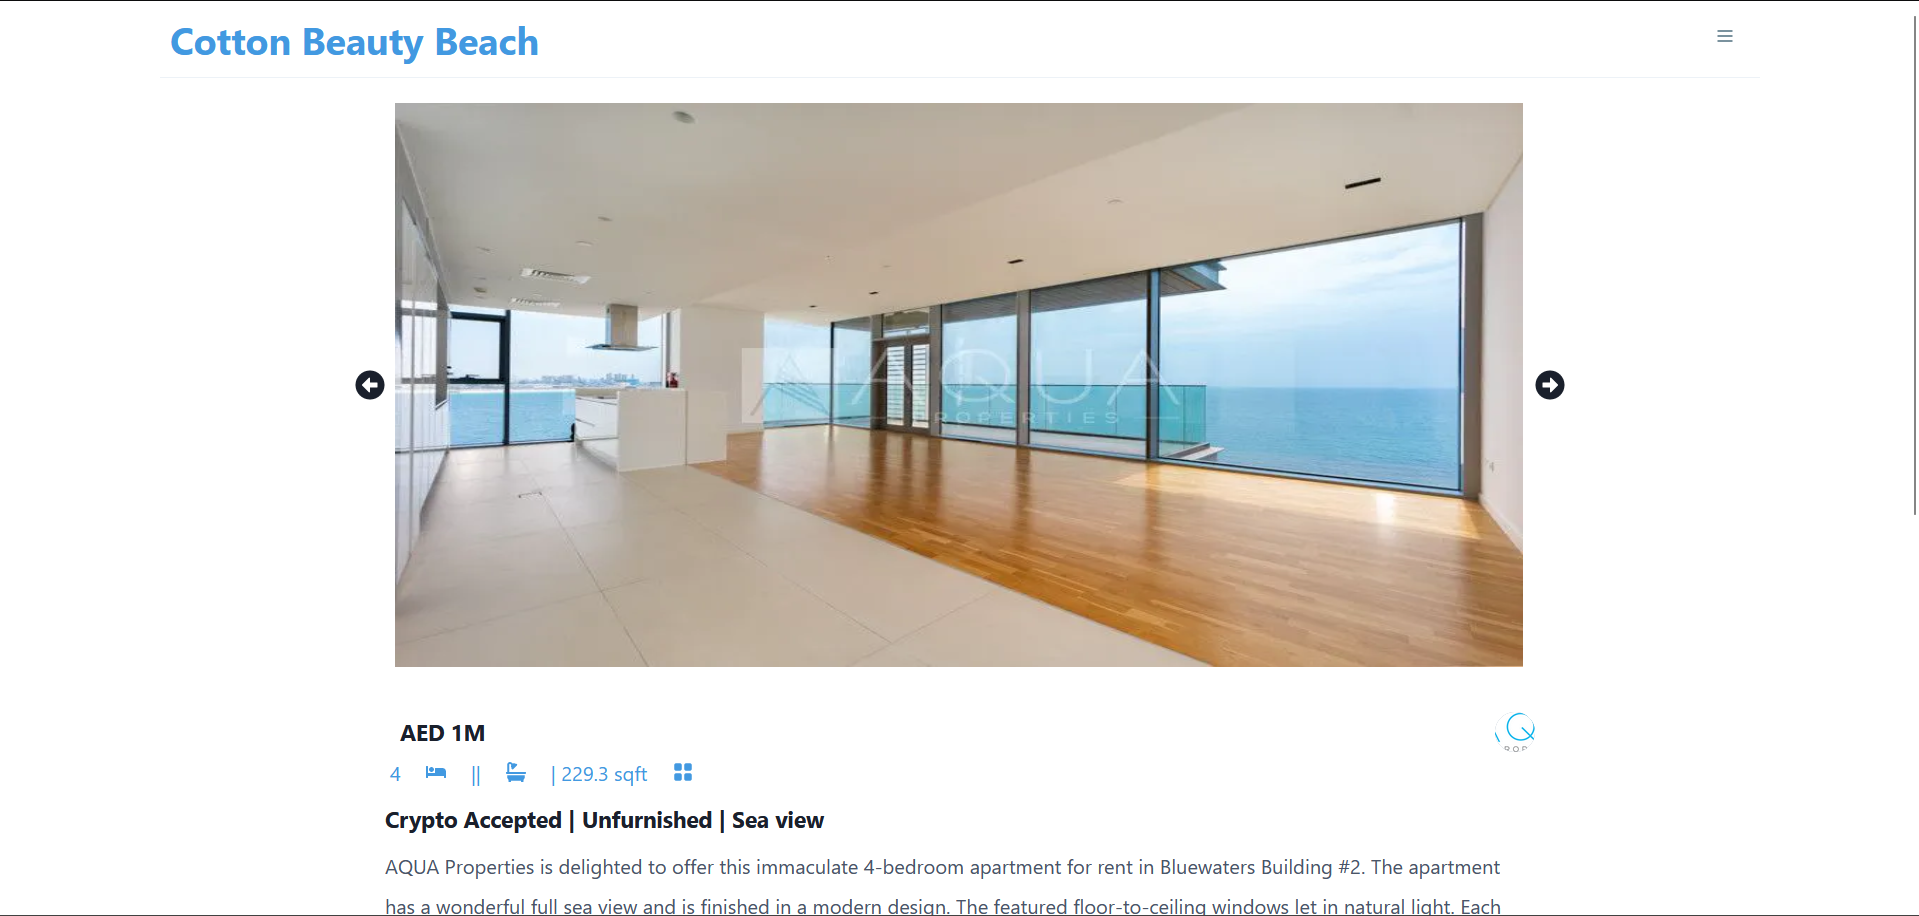 Cotton Beauty Beach
AQUA
PROPERTIES
AED 1M
4 || | 229.3 sqft
Crypto Accepted | Unfurnished | Sea view
AQUA Properties is delighted to offer this immaculate 4-bedroom apartment for rent in Bluewaters Building #2. The apartment
has a wonderful full sea view and is finished in a modern design. The featured floor-to-ceiling windows let in natural light. Each